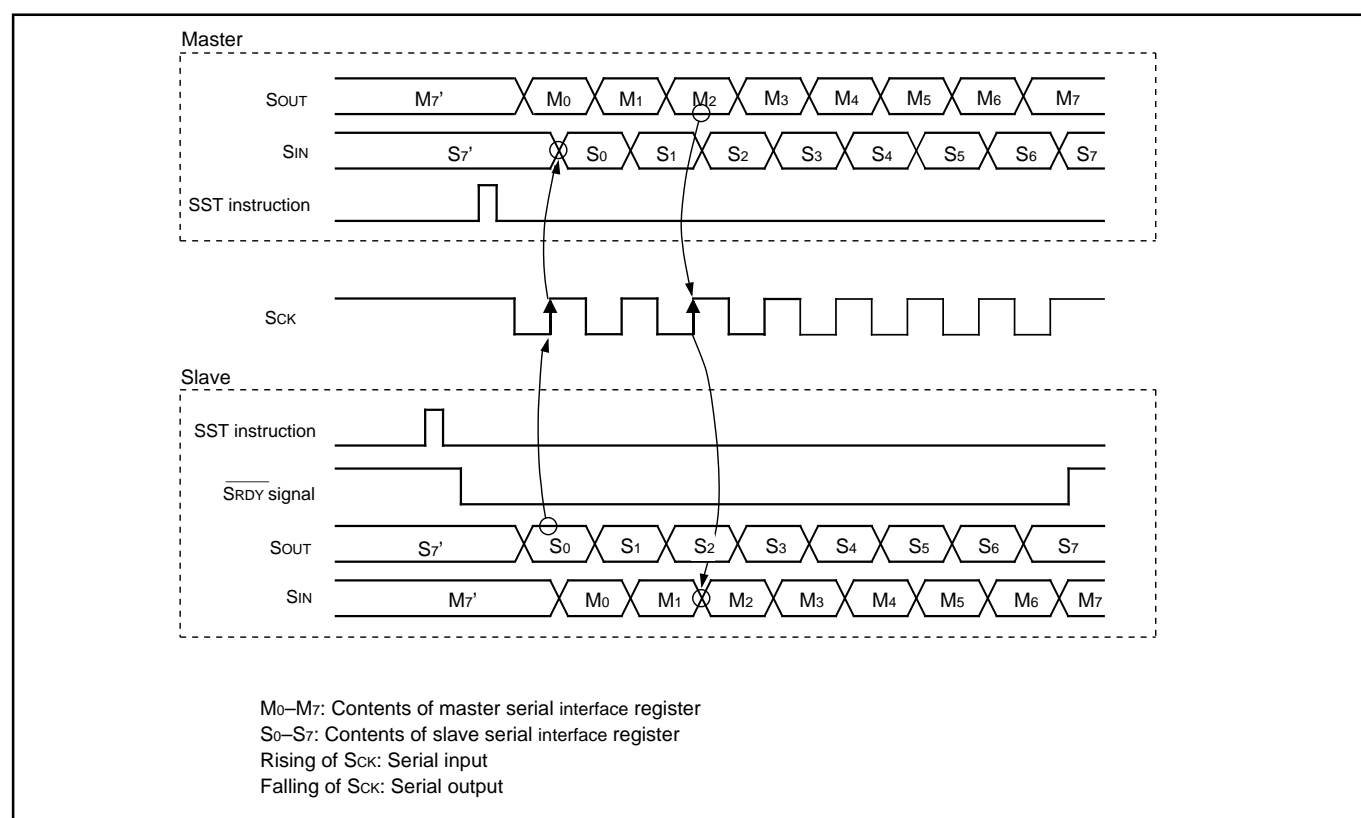 Master
SOUT M7' M0 M1 M2 M3 M4 M5 M6 M7
SIN S7' S0 S1 S2 S3 S4 S5 S6 S7
SST instruction
SCK
Slave
SST instruction
SRDY signal
SOUT S7' S0 S1 S2 S3 S4 S5 S6 S7
SIN M7' M0 M1 M2 M3 M4 M5 M6 M7
M0–M7: Contents of master serial interface register
S0–S7: Contents of slave serial interface register
Rising of SCK: Serial input
Falling of SCK: Serial output